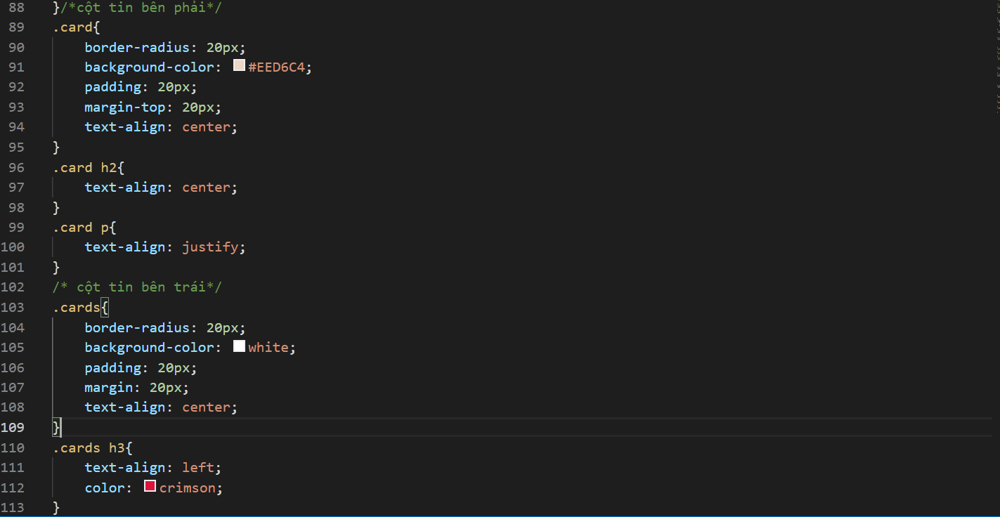 88 }/*cột tin bên phải*/
89 .card{
90     border-radius: 20px;
91     background-color: #EED6C4;
92     padding: 20px;
93     margin-top: 20px;
94     text-align: center;
95 }
96 .card h2{
97     text-align: center;
98 }
99 .card p{
100     text-align: justify;
101 }
102 /* cột tin bên trái*/
103 .cards{
104     border-radius: 20px;
105     background-color: white;
106     padding: 20px;
107     margin: 20px;
108     text-align: center;
109 }
110 .cards h3{
111     text-align: left;
112     color: crimson;
113 }